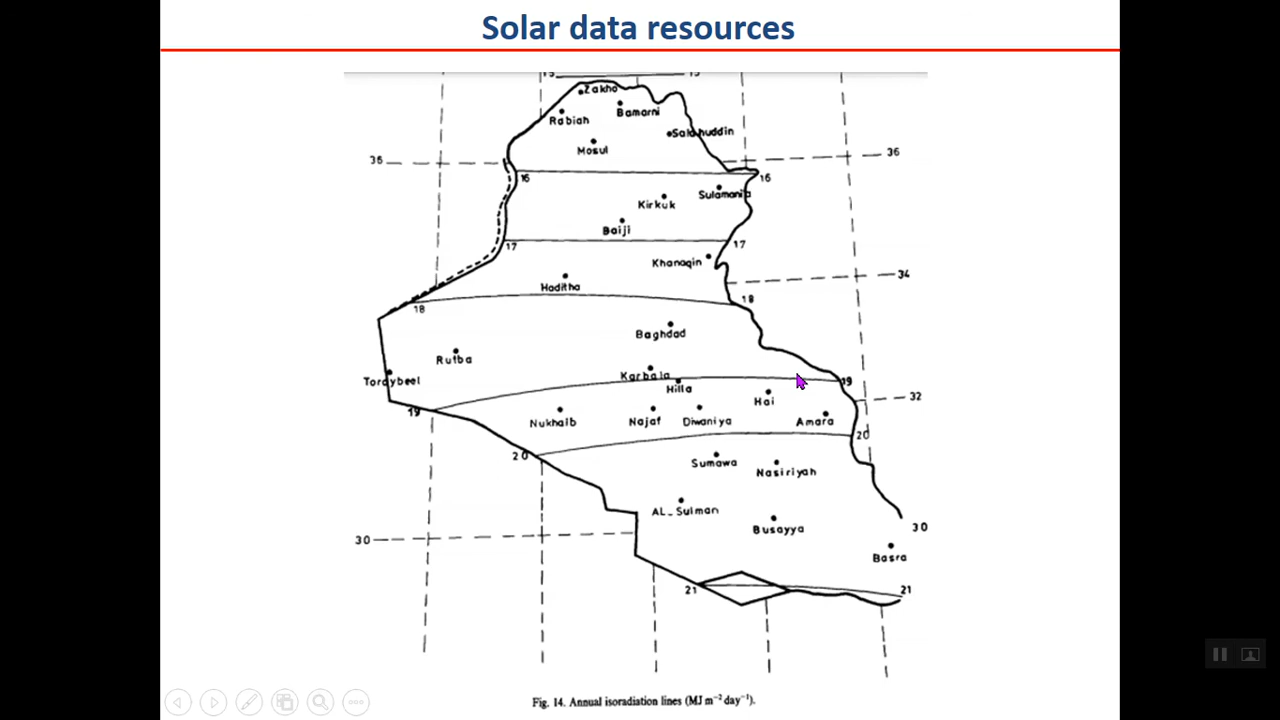 Solar data resources
15 15
Zakho
Rabiah
Bamarni
Salahuddin
Mosul
36 36
16 16
Sulamania
Kirkuk
Baiji
17 17
Khanaqin
34
Haditha
18 18
Baghdad
Rutba
Karbala
Hilla
19
32
Hai
19
Nukhaib Najaf Diwaniya Amara
20
20
Sumawa
Nasiriyah
AL_Sulman
Busayya
30
30
Basra
21 21
Fig. 14. Annual isoradiation lines (MJ m⁻² day⁻¹).